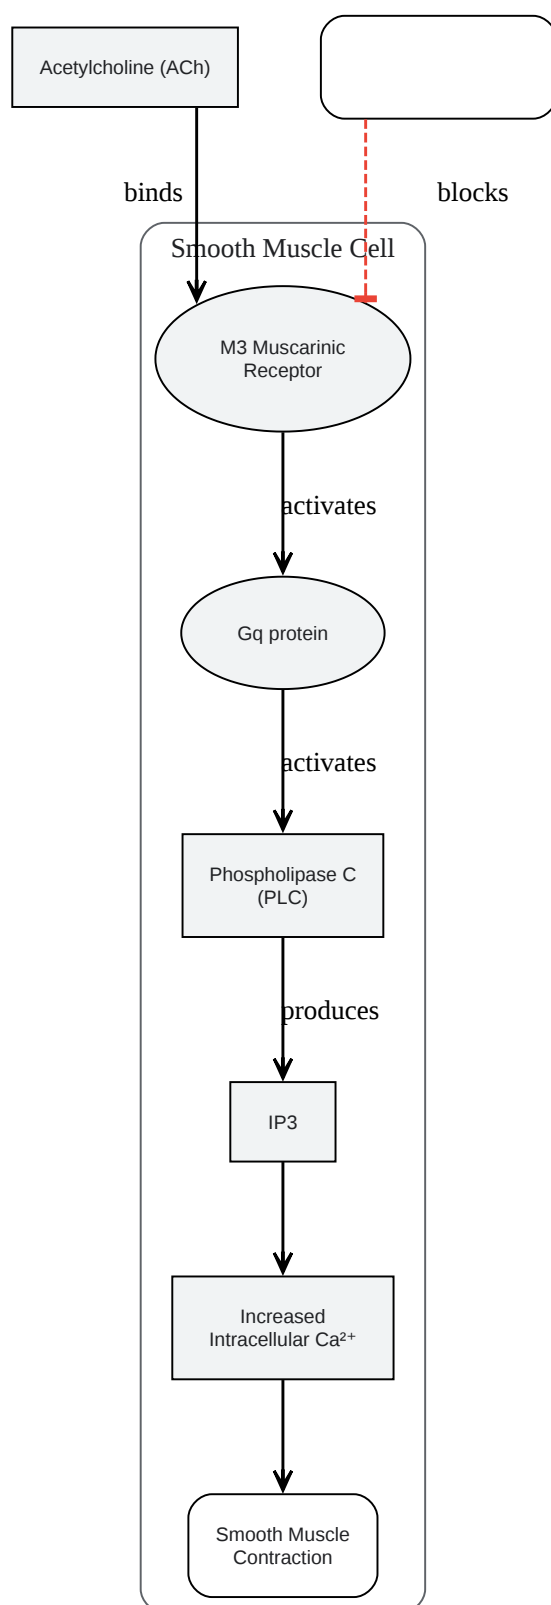 Acetylcholine (ACh)
binds
blocks
Smooth Muscle Cell
M3 Muscarinic
Receptor
activates
Gq protein
activates
Phospholipase C
(PLC)
produces
IP3
Increased
Intracellular Ca²⁺
Smooth Muscle
Contraction